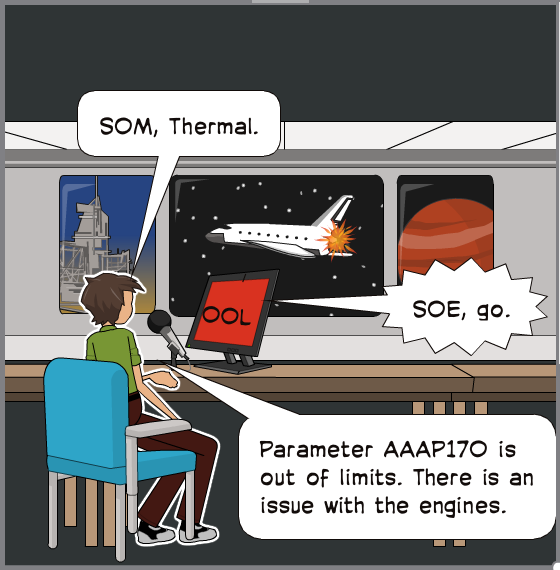 SOM, Thermal.
OOL
SOE, go.
Parameter AAAP170 is
out of limits. There is an
issue with the engines.